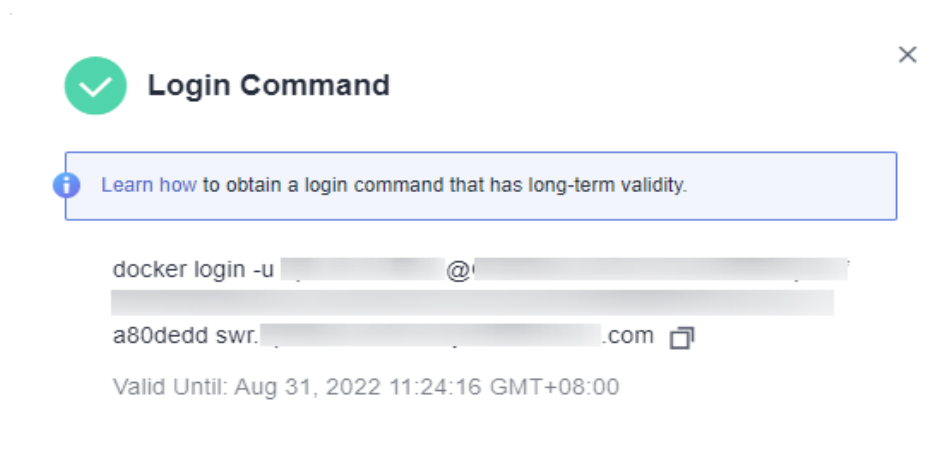 Login Command
Learn how to obtain a login command that has long-term validity.
docker login -u @
a80dedd swr. .com
Valid Until: Aug 31, 2022 11:24:16 GMT+08:00